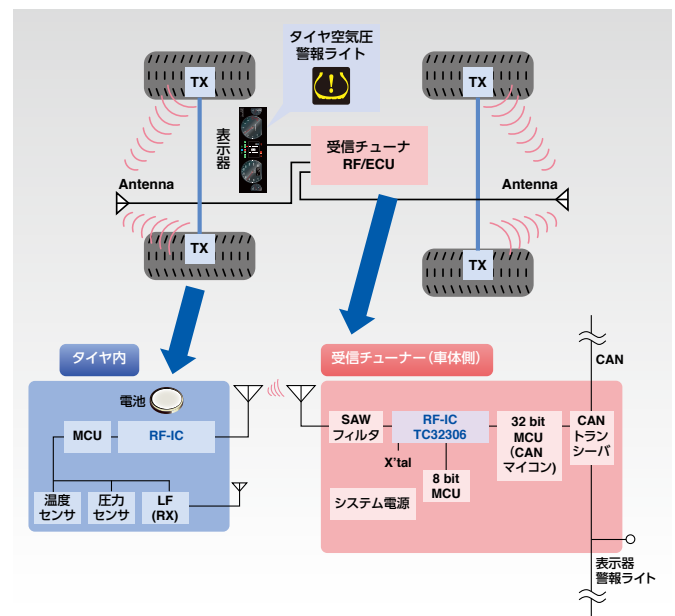 タイヤ空気圧
警報ライト
TX
TX
表示器
受信チューナ
RF/ECU
Antenna
Antenna
TX
TX
タイヤ内
受信チューナー(車体側)
CAN
電池
MCU
RF-IC
温度
センサ
圧力
センサ
LF
(RX)
SAW
フィルタ
RF-IC
TC32306
32 bit
MCU
(CAN
マイコン)
CAN
トラン
シーバ
X'tal
8 bit
MCU
システム電源
表示器
警報ライト